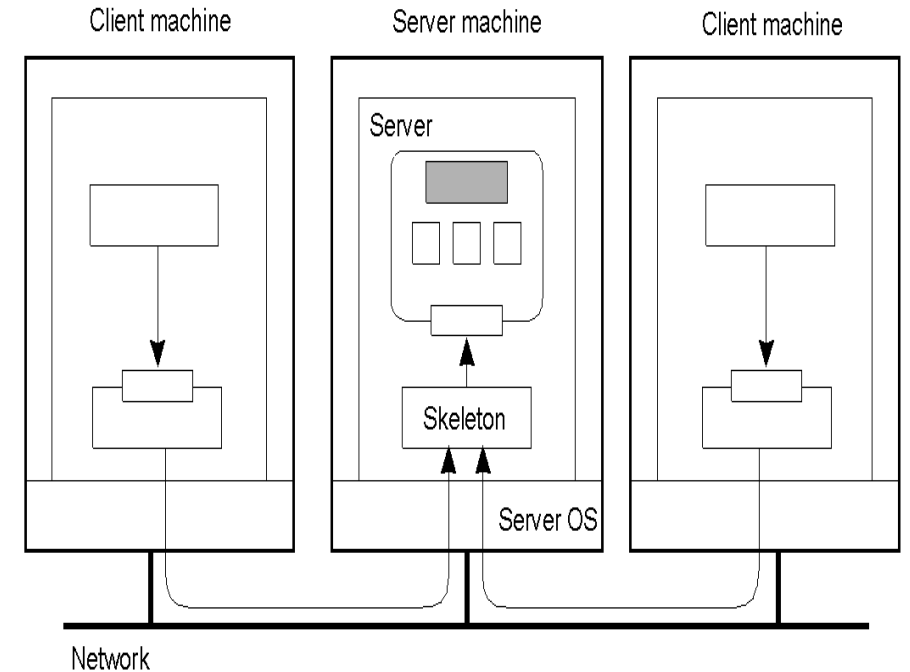 Client machine
Server machine
Client machine
Server
Skeleton
Server OS
Network